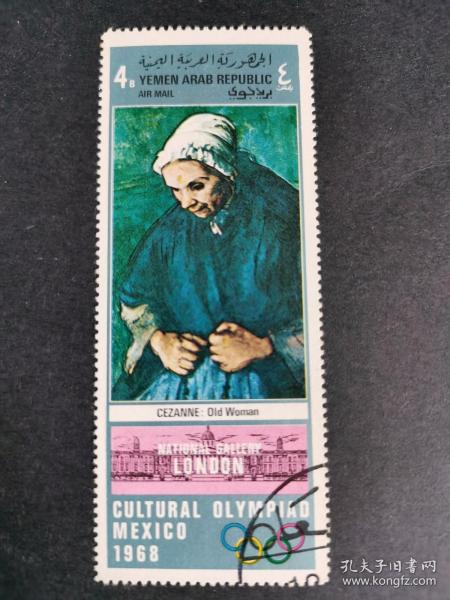 الجمهورية العربية اليمنية
4B YEMEN ARAB REPUBLIC ٤ بقش
AIR MAIL بريد جوي
CEZANNE: Old Woman
NATIONAL GALLERY
LONDON
CULTURAL OLYMPIAD
MEXICO
1968
孔夫子旧书网
www.kongfz.com